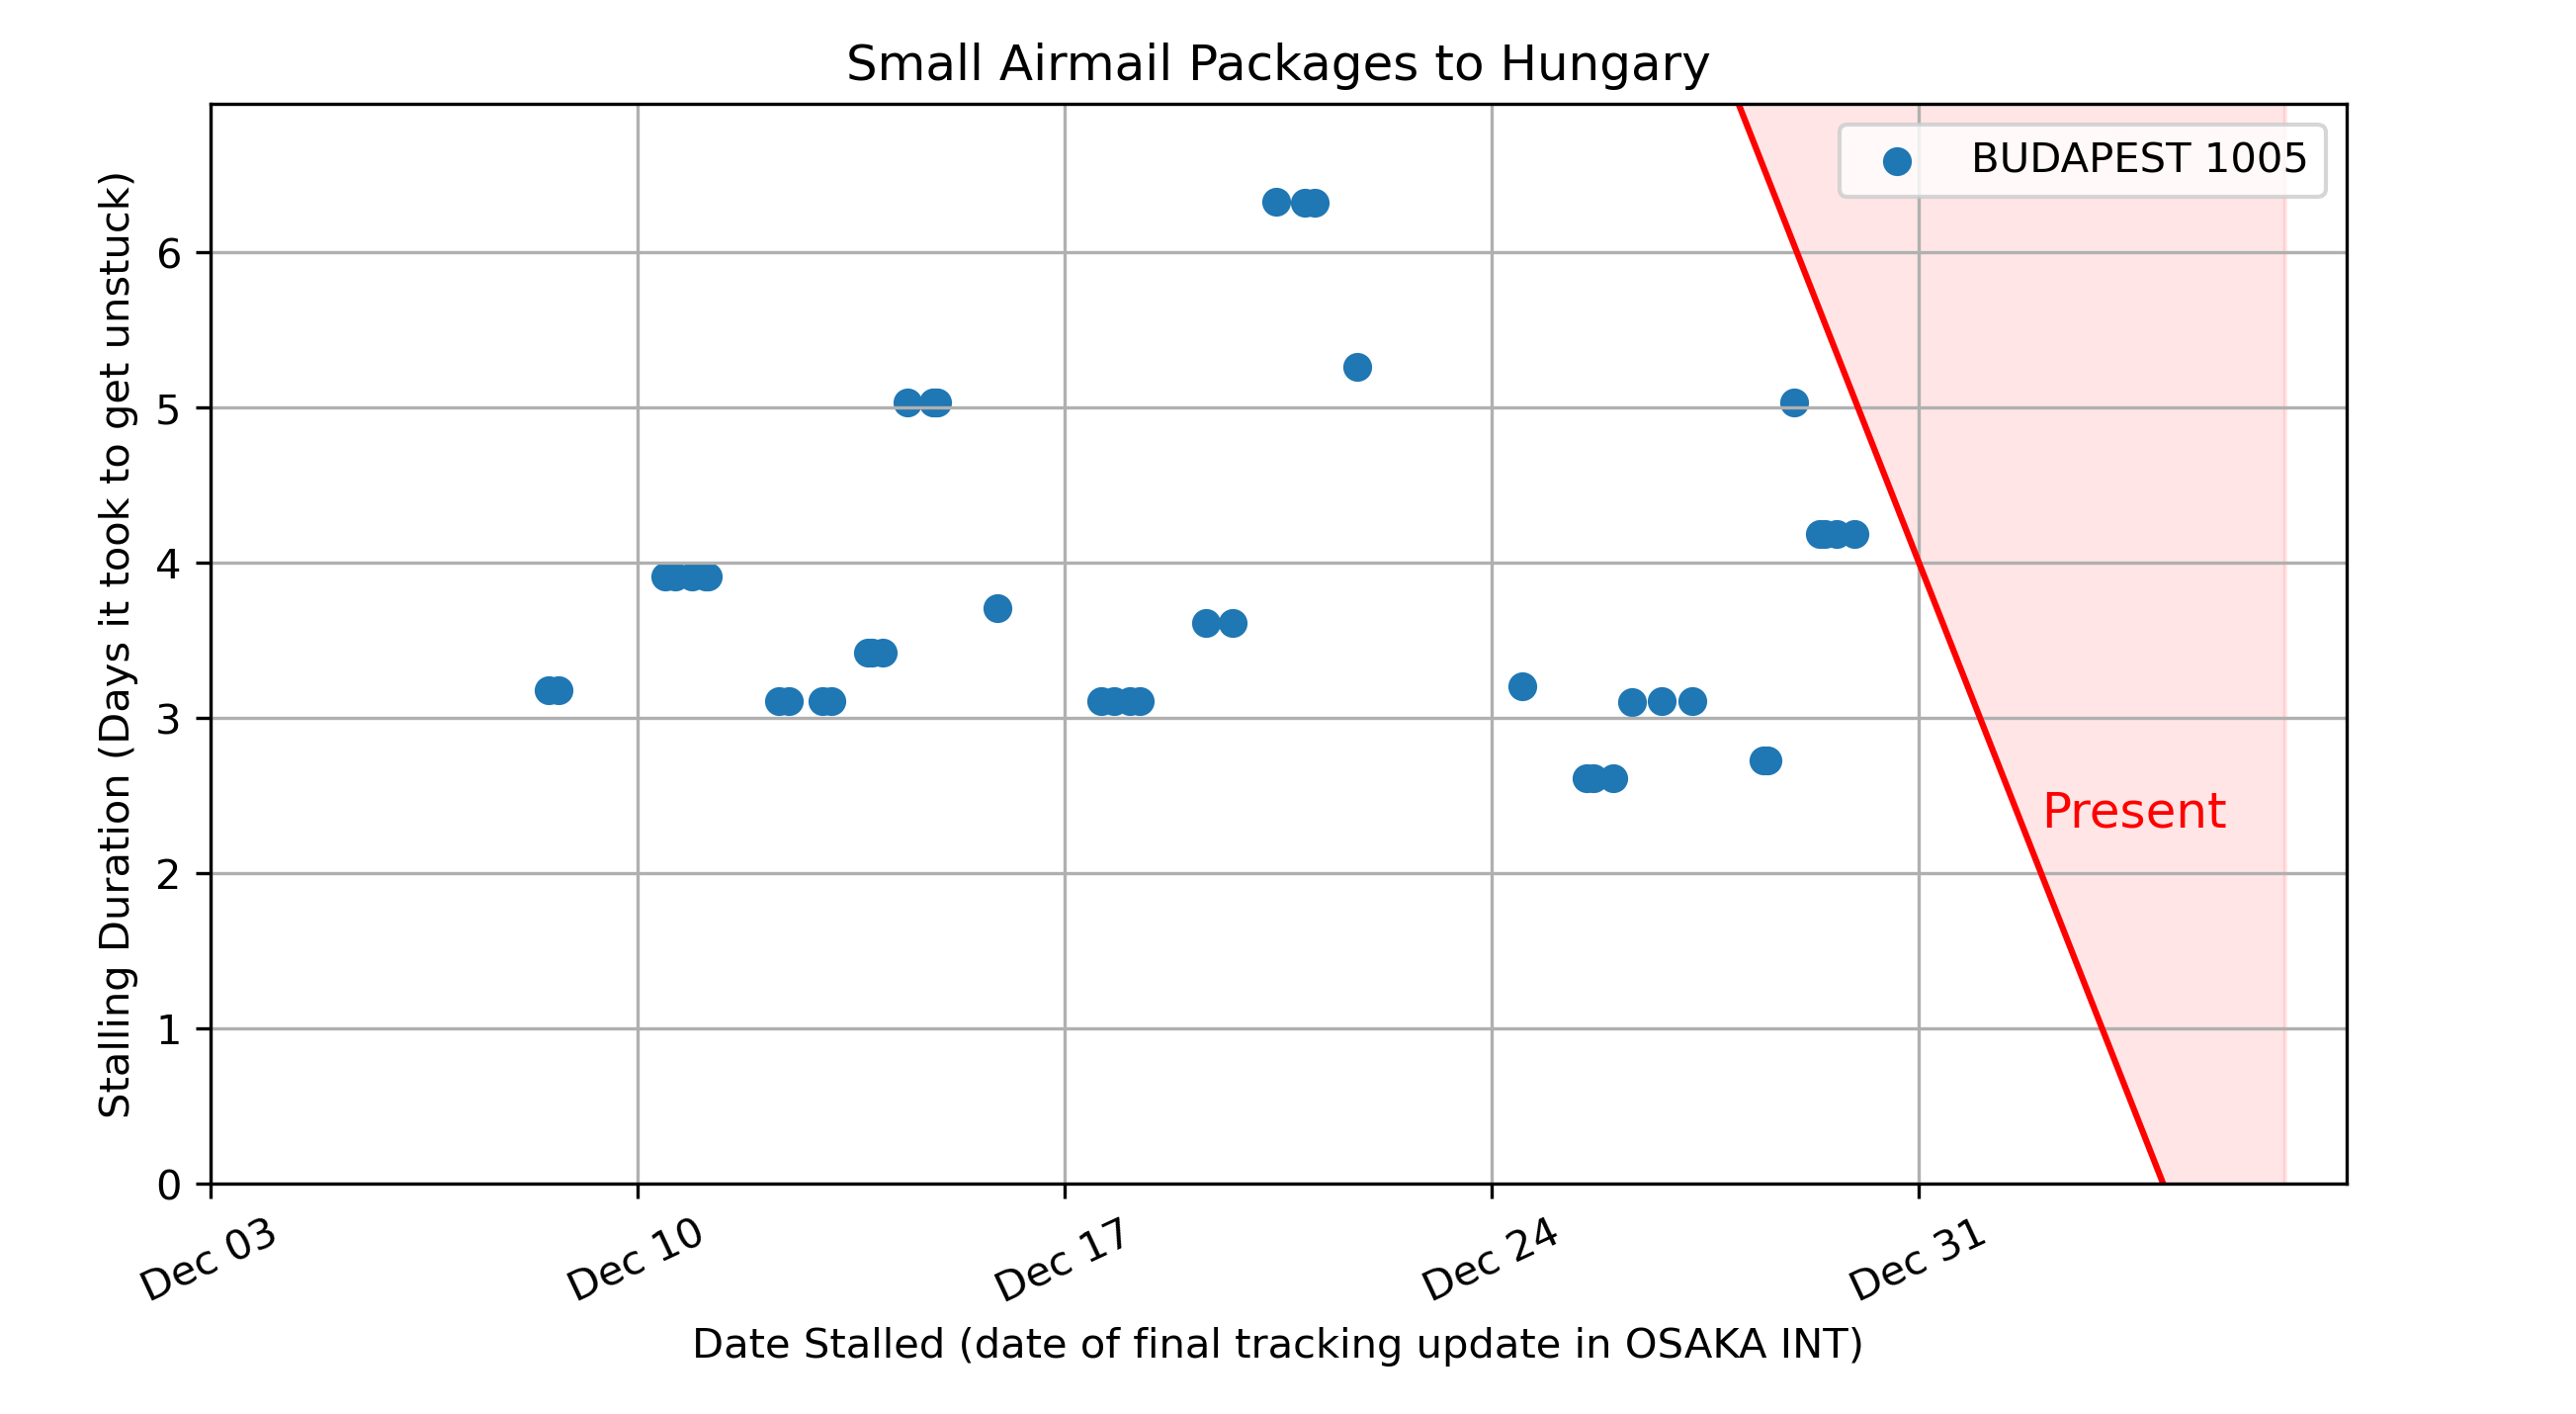 Small Airmail Packages to Hungary
BUDAPEST 1005
Stalling Duration (Days it took to get unstuck)
6
5
4
3
2
1
0
Present
Dec 03
Dec 10
Dec 17
Dec 24
Dec 31
Date Stalled (date of final tracking update in OSAKA INT)